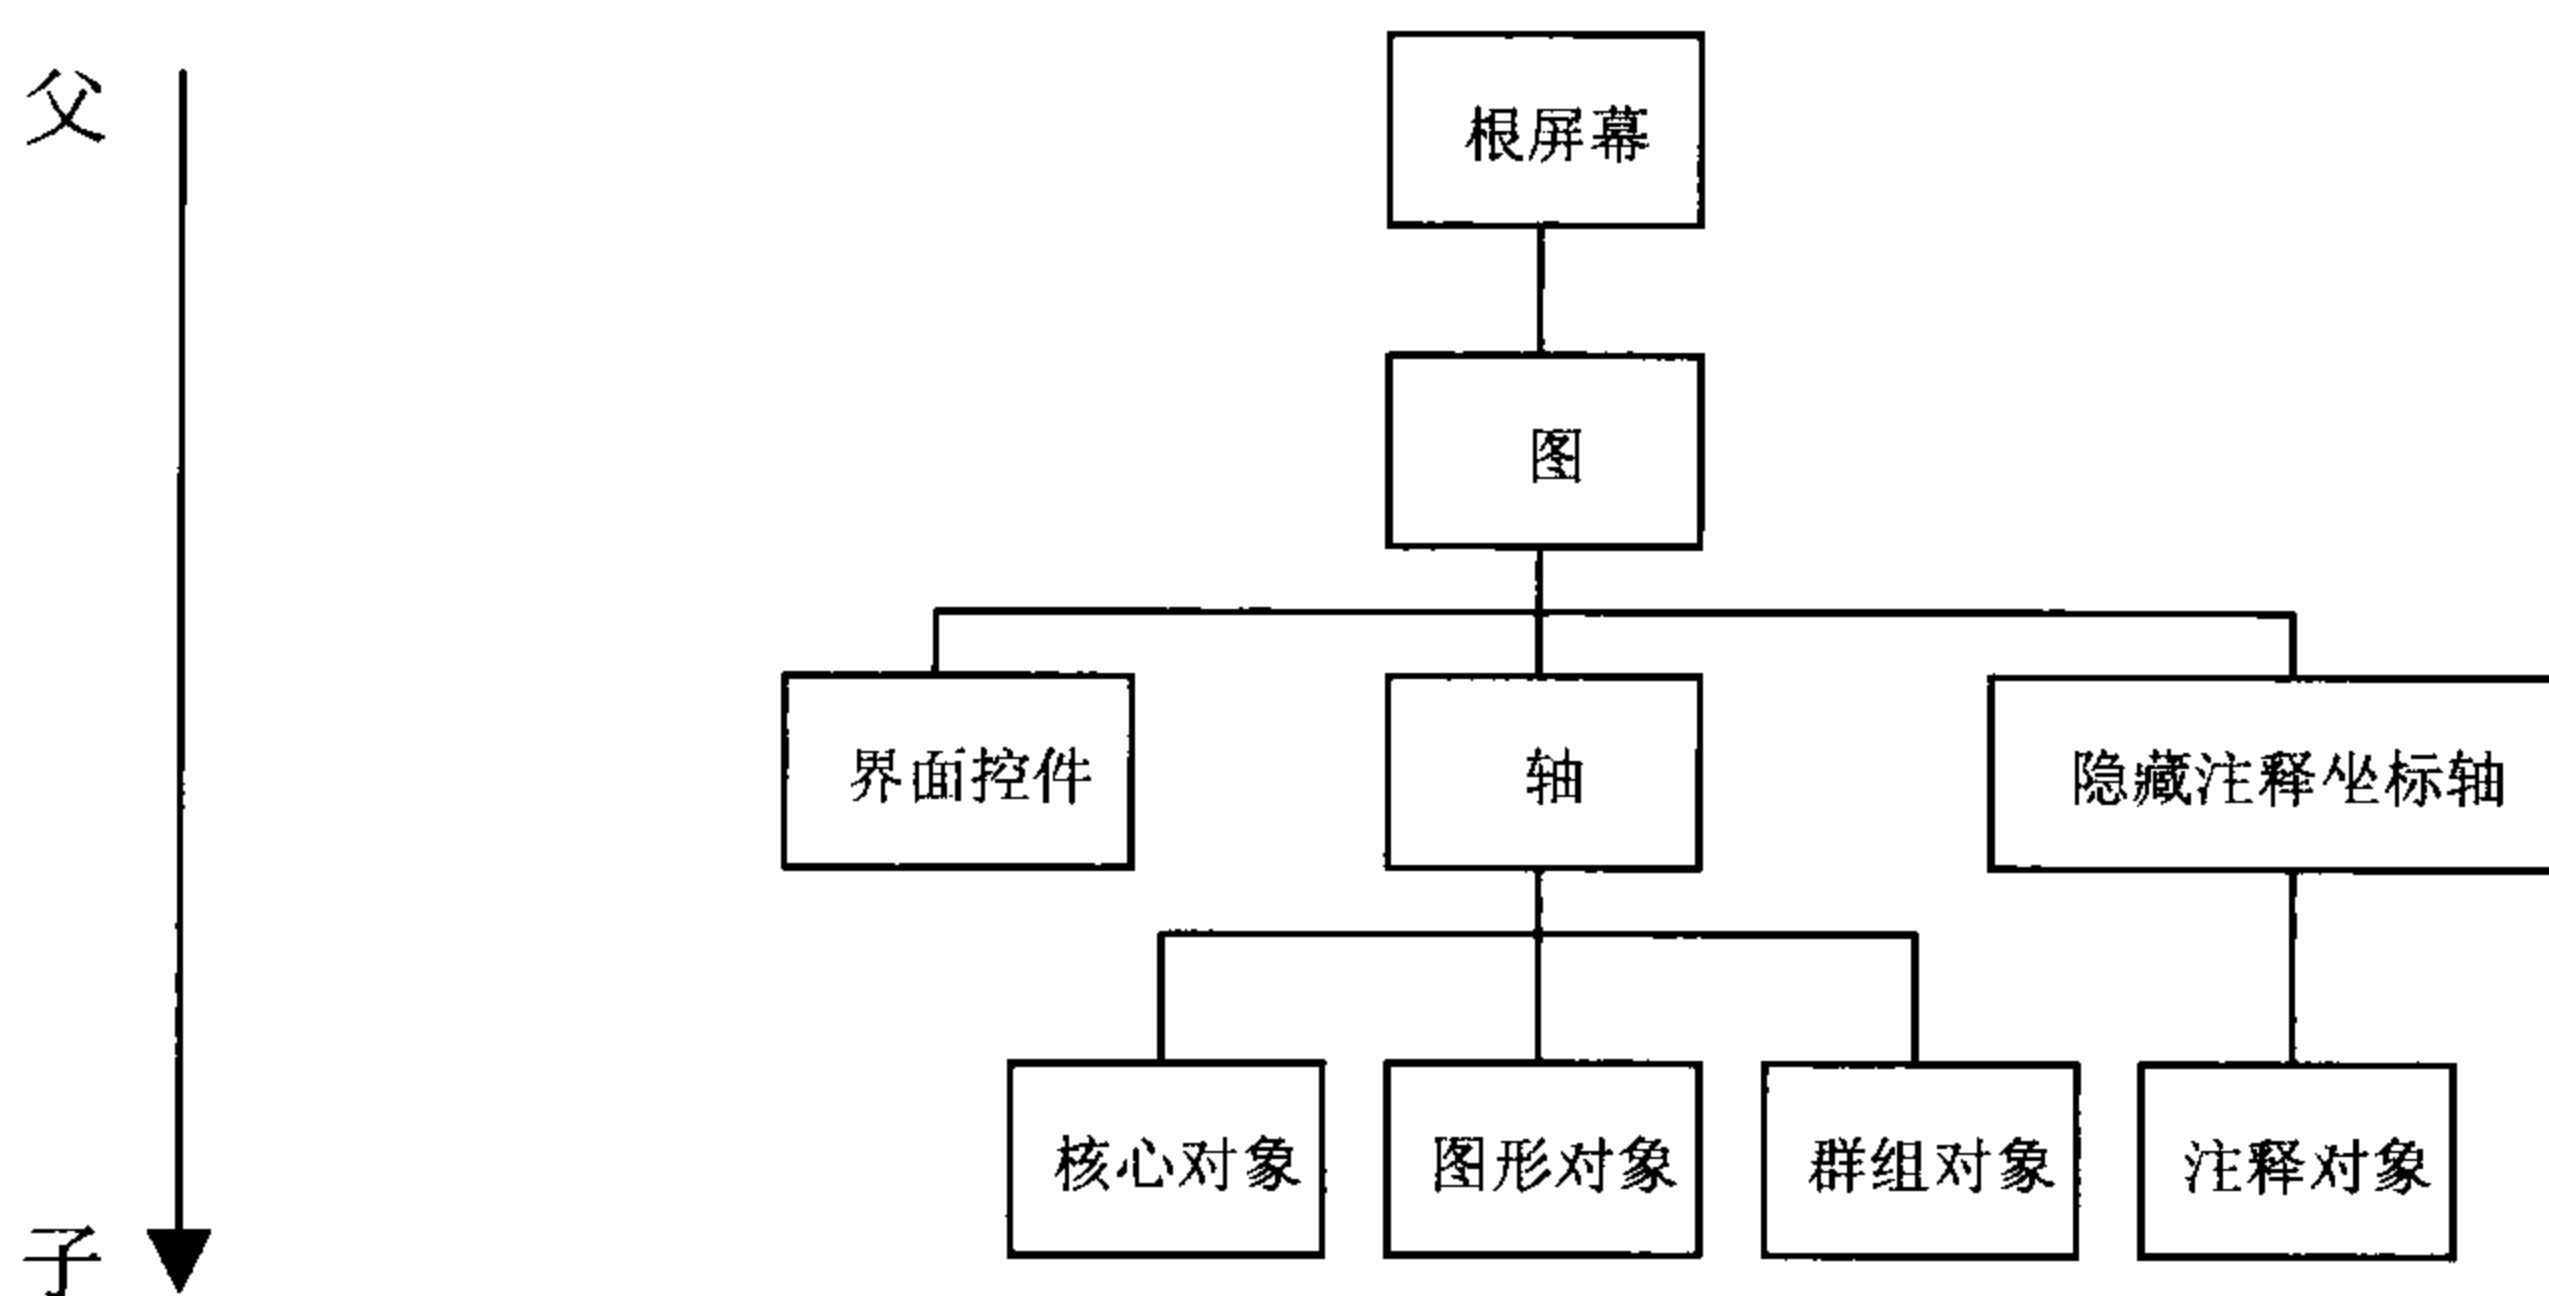 父
根屏幕
图
界面控件
轴
隐藏注释坐标轴
核心对象
图形对象
群组对象
注释对象
子